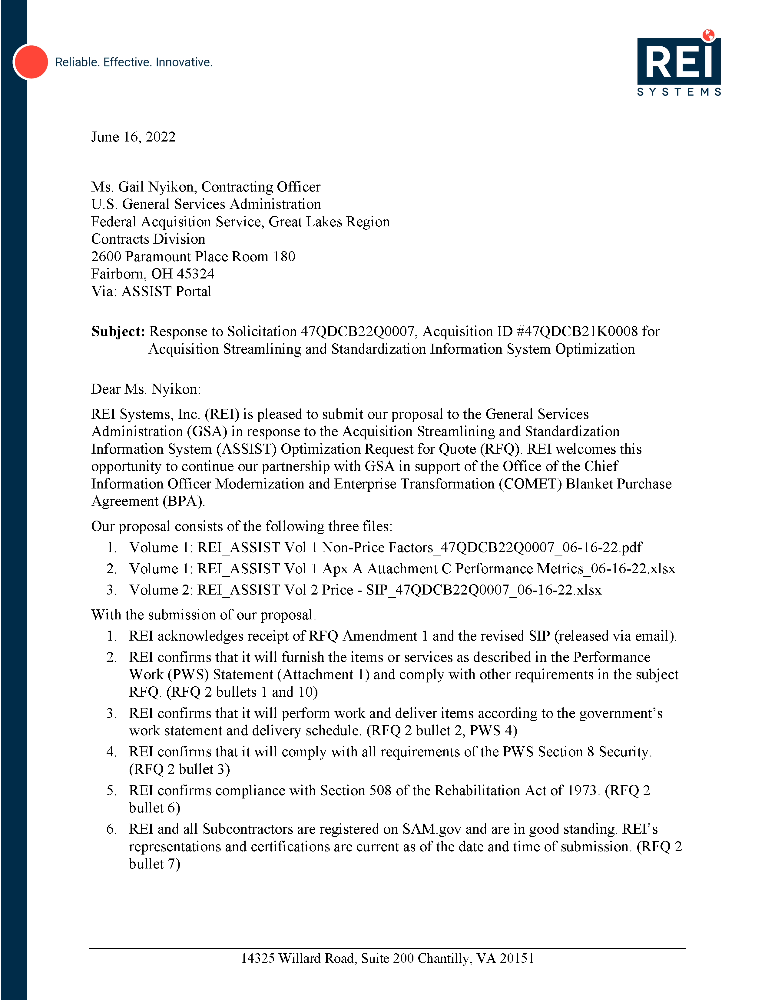 Reliable. Effective. Innovative.
REI
SYSTEMS
June 16, 2022
Ms. Gail Nyikon, Contracting Officer
U.S. General Services Administration
Federal Acquisition Service, Great Lakes Region
Contracts Division
2600 Paramount Place Room 180
Fairborn, OH 45324
Via: ASSIST Portal
Subject: Response to Solicitation 47QDCB22Q0007, Acquisition ID #47QDCB21K0008 for
Acquisition Streamlining and Standardization Information System Optimization
Dear Ms. Nyikon:
REI Systems, Inc. (REI) is pleased to submit our proposal to the General Services
Administration (GSA) in response to the Acquisition Streamlining and Standardization
Information System (ASSIST) Optimization Request for Quote (RFQ). REI welcomes this
opportunity to continue our partnership with GSA in support of the Office of the Chief
Information Officer Modernization and Enterprise Transformation (COMET) Blanket Purchase
Agreement (BPA).
Our proposal consists of the following three files:
1. Volume 1: REI_ASSIST Vol 1 Non-Price Factors_47QDCB22Q0007_06-16-22.pdf
2. Volume 1: REI_ASSIST Vol 1 Apx A Attachment C Performance Metrics_06-16-22.xlsx
3. Volume 2: REI_ASSIST Vol 2 Price - SIP_47QDCB22Q0007_06-16-22.xlsx
With the submission of our proposal:
1. REI acknowledges receipt of RFQ Amendment 1 and the revised SIP (released via email).
2. REI confirms that it will furnish the items or services as described in the Performance
Work (PWS) Statement (Attachment 1) and comply with other requirements in the subject
RFQ. (RFQ 2 bullets 1 and 10)
3. REI confirms that it will perform work and deliver items according to the government’s
work statement and delivery schedule. (RFQ 2 bullet 2, PWS 4)
4. REI confirms that it will comply with all requirements of the PWS Section 8 Security.
(RFQ 2 bullet 3)
5. REI confirms compliance with Section 508 of the Rehabilitation Act of 1973. (RFQ 2
bullet 6)
6. REI and all Subcontractors are registered on SAM.gov and are in good standing. REI’s
representations and certifications are current as of the date and time of submission. (RFQ 2
bullet 7)
14325 Willard Road, Suite 200 Chantilly, VA 20151